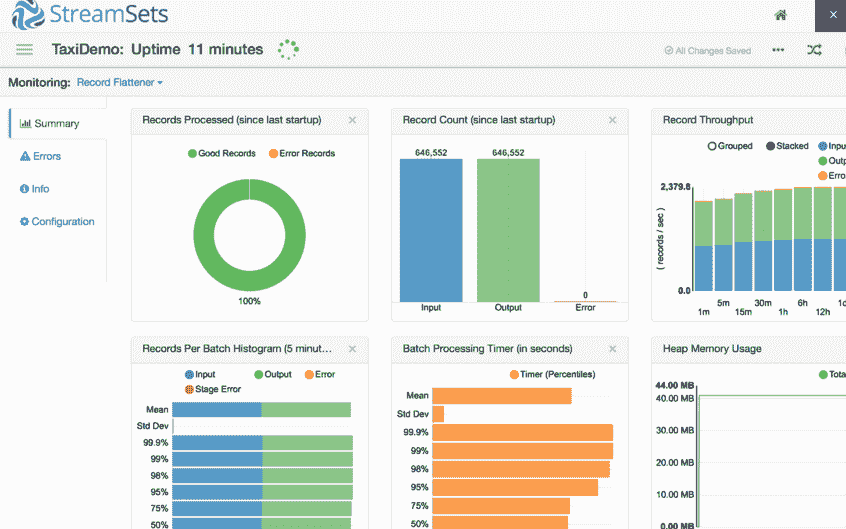 StreamSets
TaxiDemo: Uptime 11 minutes
All Changes Saved
Monitoring: Record Flattener
Summary
Errors
Info
Configuration
Records Processed (since last startup)
Good Records Error Records
100%
Record Count (since last startup)
646,552 646,552
0
Input Output Error
Record Throughput
Grouped Stacked Inpu
Outp
Erro
2,379.8
( records / sec )
0.0
1m 5m 15m 30m 1h 6h 12h 1d
Records Per Batch Histogram (5 minut...
Input Output Error
Stage Error
Mean
Std Dev
99.9%
99%
98%
95%
75%
50%
Batch Processing Timer (in seconds)
Timer (Percentiles)
Mean
Std Dev
99.9%
99%
98%
95%
75%
50%
Heap Memory Usage
Tota
44.00 MB
40.00 MB
30.00 MB
20.00 MB
10.00 MB
0.00 MB